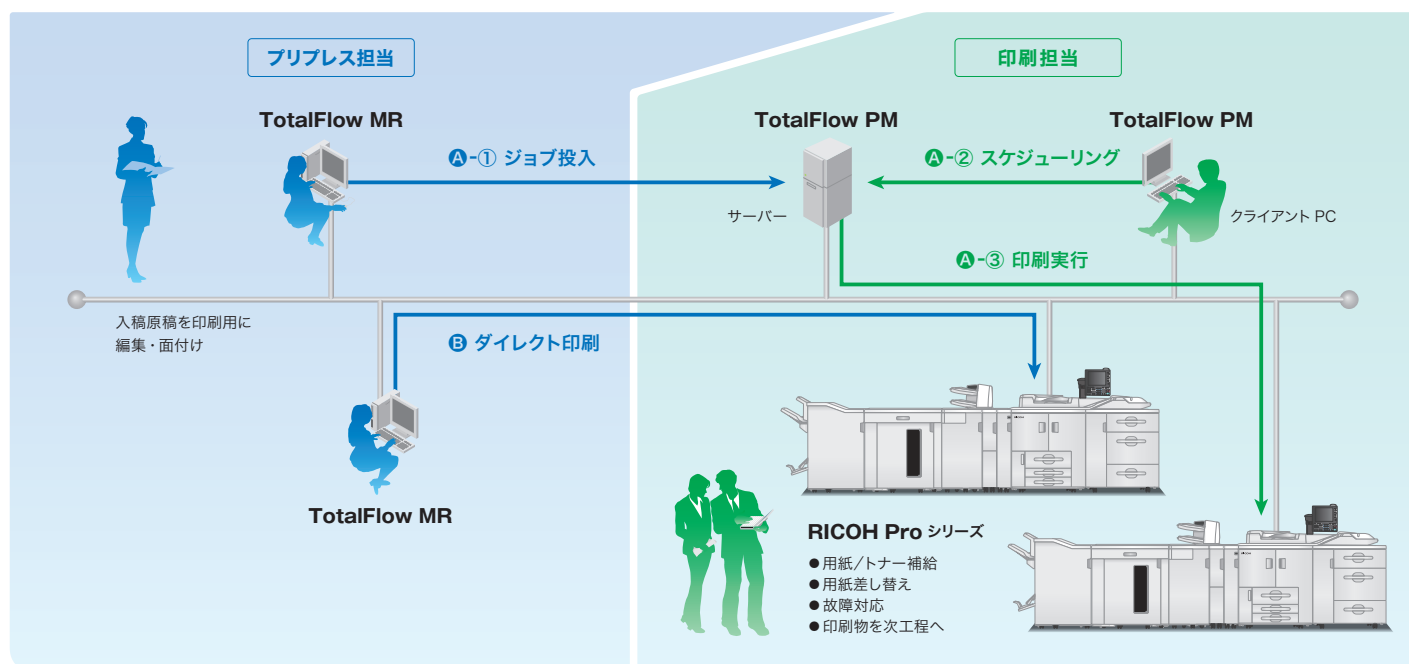 プリプレス担当
印刷担当
TotalFlow MR
TotalFlow PM
TotalFlow PM
Ⓐ-① ジョブ投入
Ⓐ-② スケジューリング
サーバー
クライアント PC
Ⓐ-③ 印刷実行
入稿原稿を印刷用に
編集・面付け
Ⓑ ダイレクト印刷
TotalFlow MR
RICOH Pro シリーズ
●用紙/トナー補給
●用紙差し替え
●故障対応
●印刷物を次工程へ